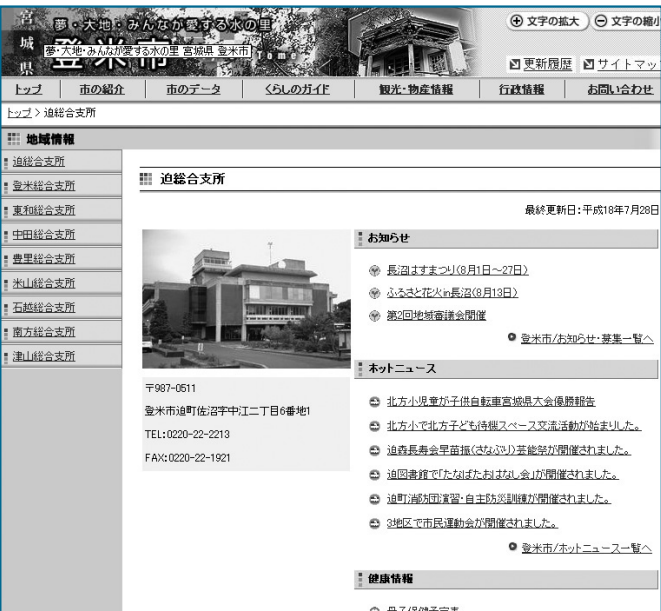 宮城県
夢・大地・みんなが愛する水の里
登米市
Tome
夢・大地・みんなが愛する水の里 宮城県 登米市
文字の拡大
文字の縮小
更新履歴
サイトマッ
トップ
市の紹介
市のデータ
くらしのガイド
観光・物産情報
行政情報
お問い合わせ
トップ > 迫総合支所
地域情報
迫総合支所
登米総合支所
東和総合支所
中田総合支所
豊里総合支所
米山総合支所
石越総合支所
南方総合支所
津山総合支所
迫総合支所
最終更新日:平成18年7月28日
〒987-0511
登米市迫町佐沼字中江二丁目6番地1
TEL:0220-22-2213
FAX:0220-22-1921
お知らせ
長沼はすまつり(8月1日~27日)
ふるさと花火in長沼(8月13日)
第2回地域審議会開催
登米市/お知らせ・募集一覧へ
ホットニュース
北方小児童が子供自転車宮城県大会優勝報告
北方小で北方子ども待機スペース交流活動が始まりした。
迫森長寿会早苗振(さなぶり)芸能祭が開催されました。
迫図書館で「たなばたおはなし会」が開催されました。
迫町消防団演習・自主防災訓練が開催されました。
3地区で市民運動会が開催されました。
登米市/ホットニュース一覧へ
健康情報